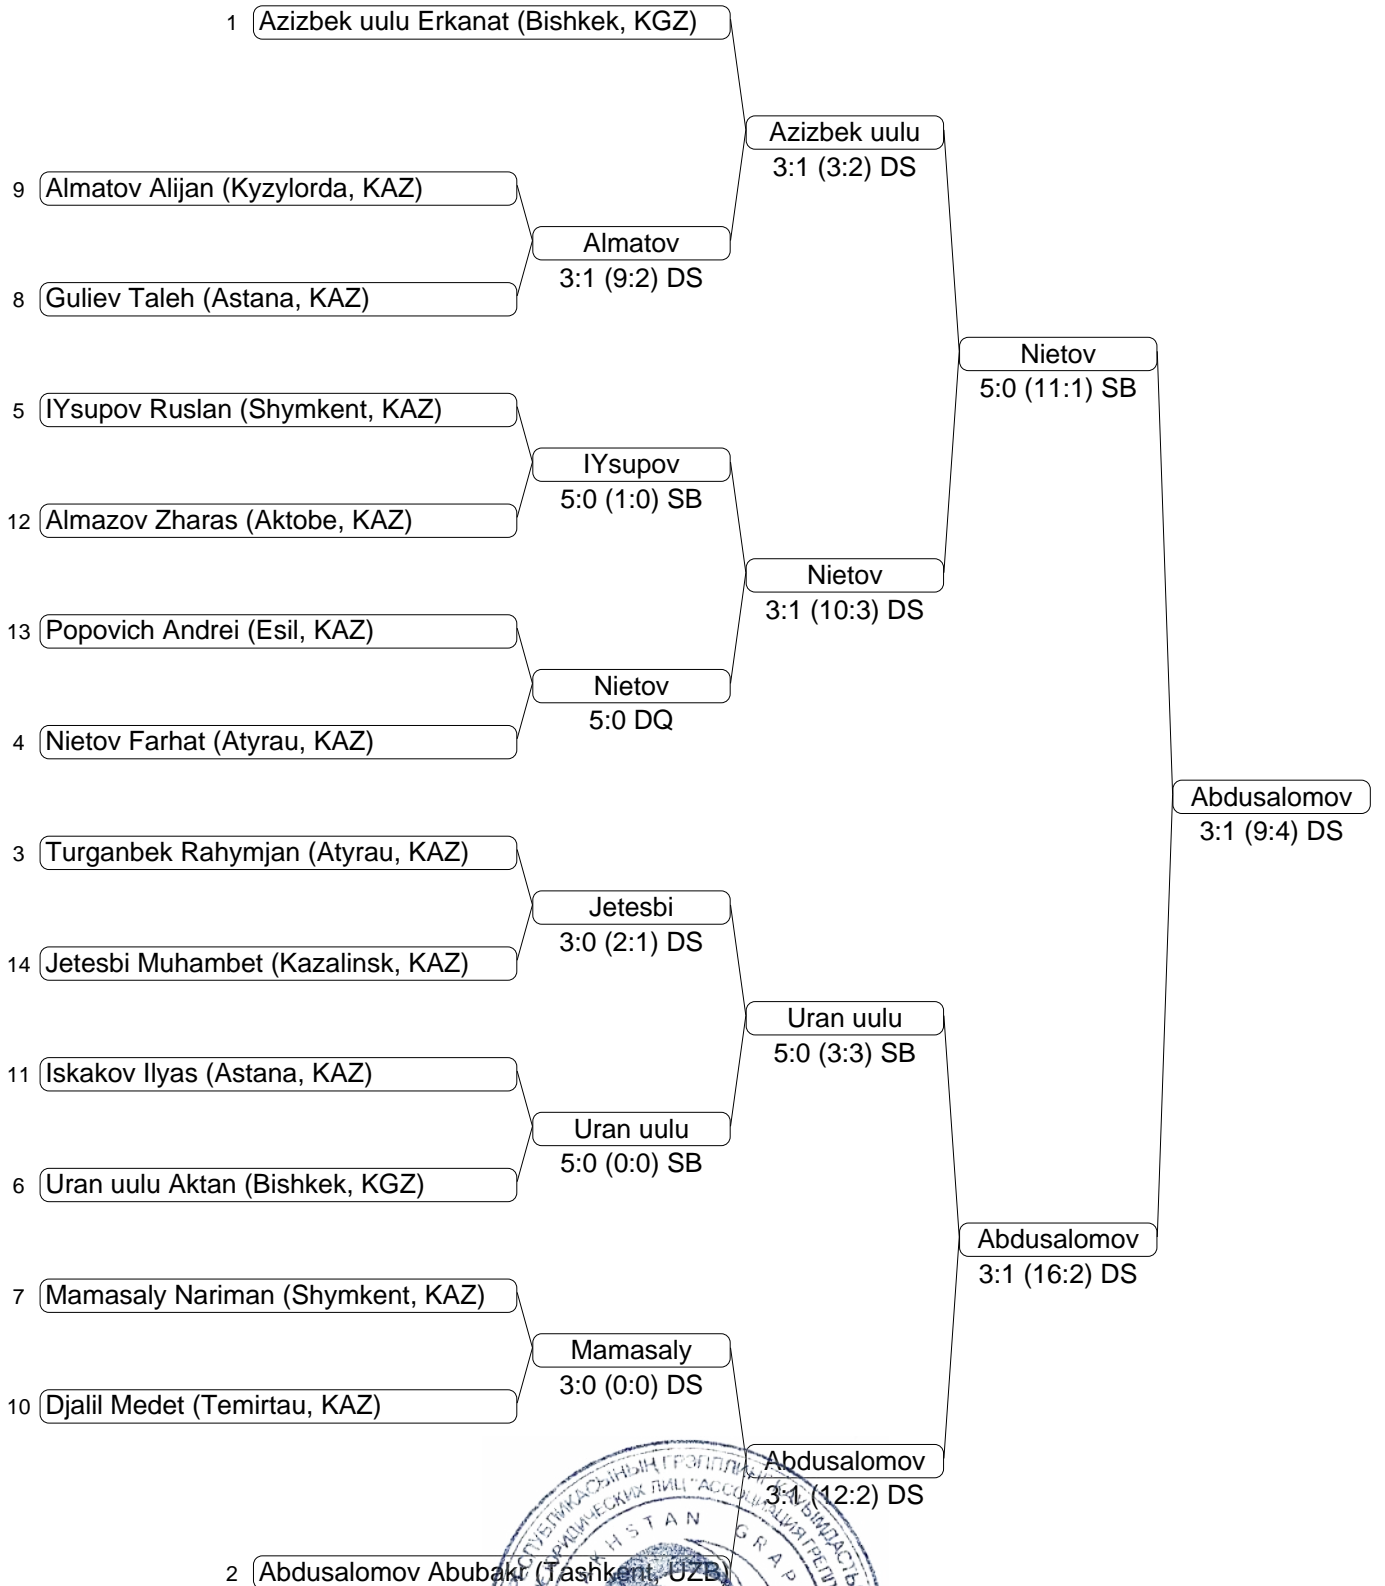 1 Azizbek uulu Erkanat (Bishkek, KGZ)
Azizbek uulu
3:1 (3:2) DS
9 Almatov Alijan (Kyzylorda, KAZ)
Almatov
3:1 (9:2) DS
8 Guliev Taleh (Astana, KAZ)
Nietov
5:0 (11:1) SB
5 IYsupov Ruslan (Shymkent, KAZ)
IYsupov
5:0 (1:0) SB
12 Almazov Zharas (Aktobe, KAZ)
Nietov
3:1 (10:3) DS
13 Popovich Andrei (Esil, KAZ)
Nietov
5:0 DQ
4 Nietov Farhat (Atyrau, KAZ)
Abdusalomov
3:1 (9:4) DS
3 Turganbek Rahymjan (Atyrau, KAZ)
Jetesbi
3:0 (2:1) DS
14 Jetesbi Muhambet (Kazalinsk, KAZ)
Uran uulu
5:0 (3:3) SB
11 Iskakov Ilyas (Astana, KAZ)
Uran uulu
5:0 (0:0) SB
6 Uran uulu Aktan (Bishkek, KGZ)
Abdusalomov
3:1 (16:2) DS
7 Mamasaly Nariman (Shymkent, KAZ)
Mamasaly
3:0 (0:0) DS
10 Djalil Medet (Temirtau, KAZ)
Abdusalomov
3:1 (12:2) DS
2 Abdusalomov Abubakr (Tashkent, UZB)